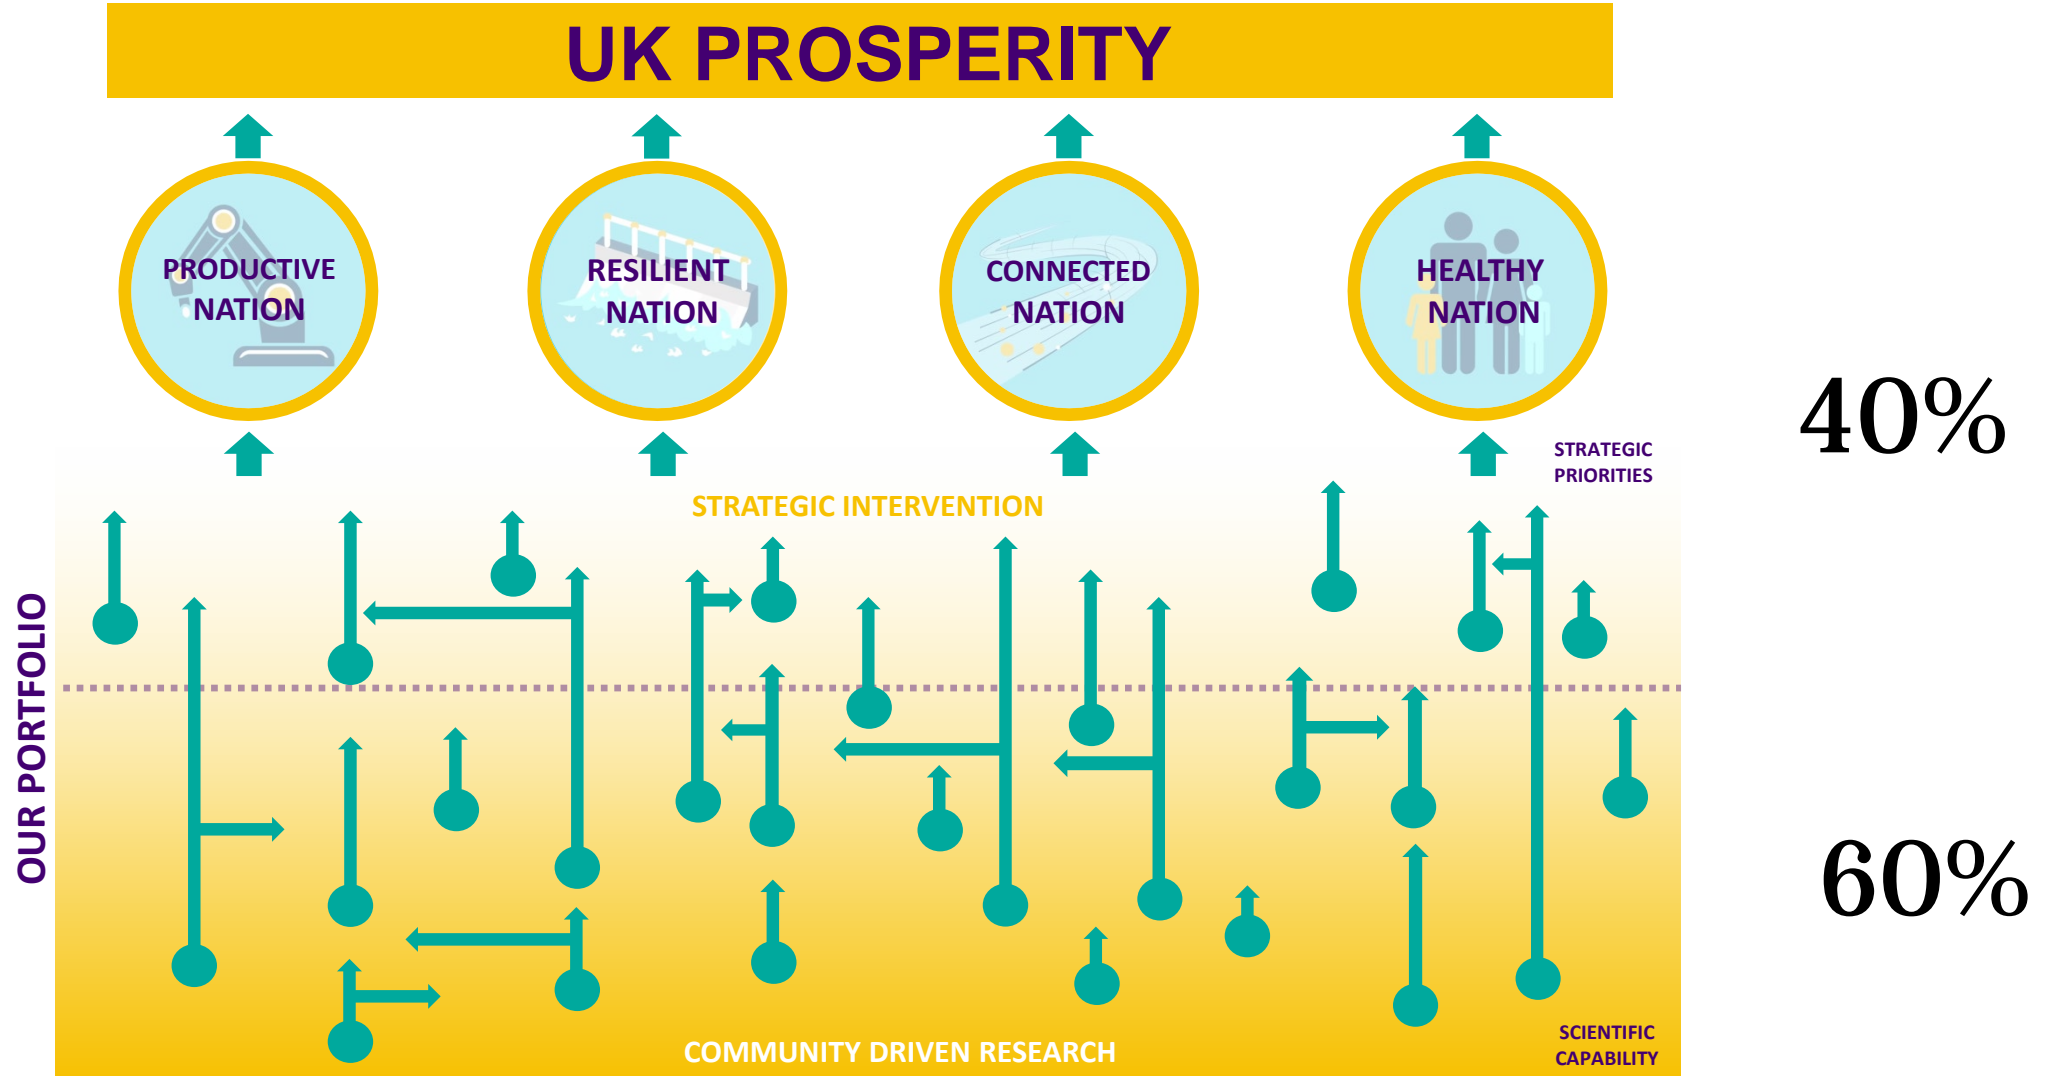 UK PROSPERITY
PRODUCTIVE
NATION
RESILIENT
NATION
CONNECTED
NATION
HEALTHY
NATION
40%
STRATEGIC
PRIORITIES
STRATEGIC INTERVENTION
OUR PORTFOLIO
60%
COMMUNITY DRIVEN RESEARCH
SCIENTIFIC
CAPABILITY